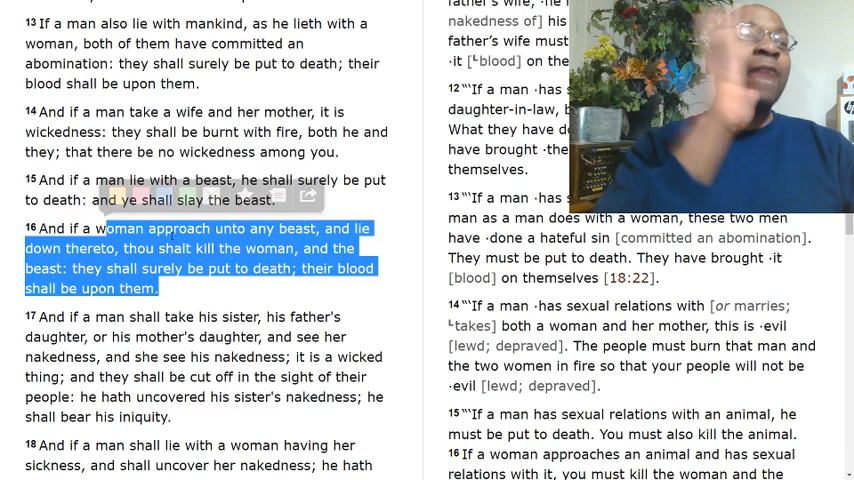 13 If a man also lie with mankind, as he lieth with a
woman, both of them have committed an
abomination: they shall surely be put to death; their
blood shall be upon them.
14 And if a man take a wife and her mother, it is
wickedness: they shall be burnt with fire, both he and
they; that there be no wickedness among you.
15 And if a man lie with a beast, he shall surely be put
to death: and ye shall slay the beast.
16 And if a woman approach unto any beast, and lie
down thereto, thou shalt kill the woman, and the
beast: they shall surely be put to death; their blood
shall be upon them.
17 And if a man shall take his sister, his father's
daughter, or his mother's daughter, and see her
nakedness, and she see his nakedness; it is a wicked
thing; and they shall be cut off in the sight of their
people: he hath uncovered his sister's nakedness; he
shall bear his iniquity.
18 And if a man shall lie with a woman having her
sickness, and shall uncover her nakedness; he hath
father's wife, ·he
nakedness of] his
father's wife must
·it [└blood] on the
12 "'If a man ·has s
daughter-in-law, b
What they have d
have brought ·the
themselves.
13 "'If a man ·has s
man as a man does with a woman, these two men
have ·done a hateful sin [committed an abomination].
They must be put to death. They have brought ·it
[blood] on themselves [18:22].
14 "'If a man ·has sexual relations with [or marries;
└takes] both a woman and her mother, this is ·evil
[lewd; depraved]. The people must burn that man and
the two women in fire so that your people will not be
·evil [lewd; depraved].
15 "'If a man has sexual relations with an animal, he
must be put to death. You must also kill the animal.
16 If a woman approaches an animal and has sexual
relations with it, you must kill the woman and the
hp